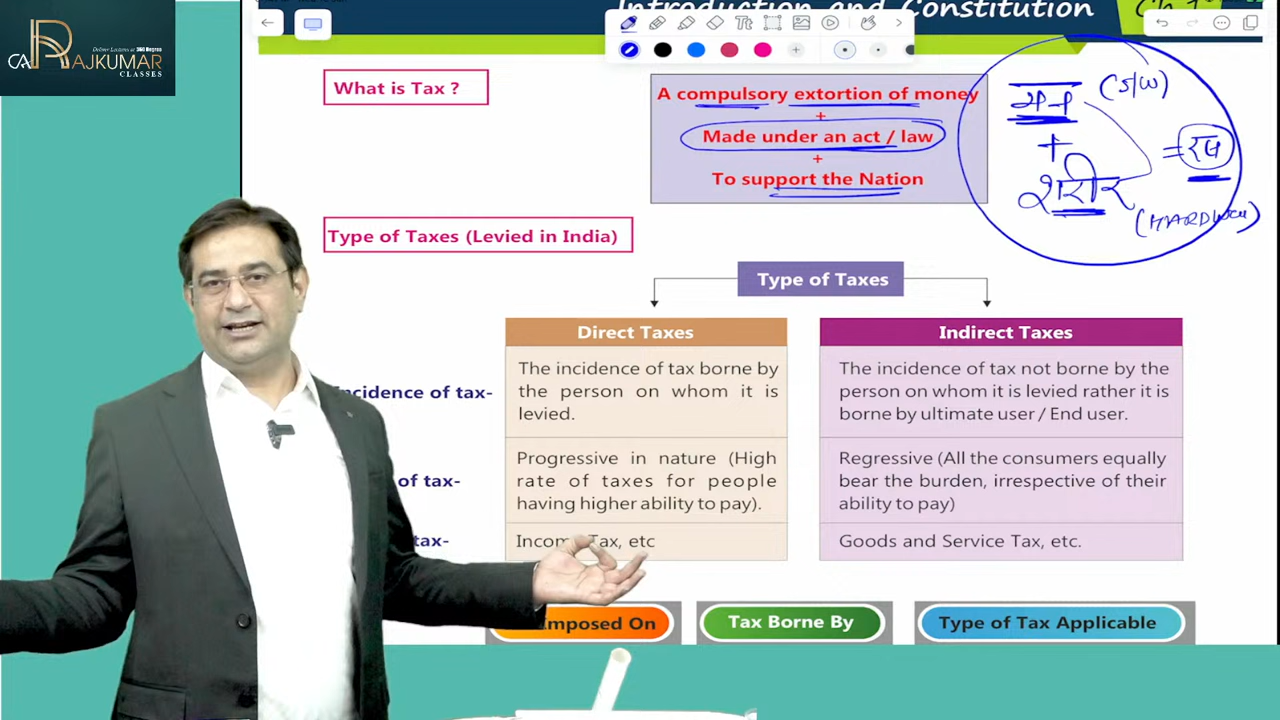 Introduction and Constitution
Deliver Lectures at 360 Degree
CA RAJKUMAR
CLASSES
What is Tax ?
A compulsory extortion of money
+
Made under an act / law
+
To support the Nation
(S/W)
+
शरीर
=
Type of Taxes (Levied in India)
Type of Taxes
Direct Taxes
Indirect Taxes
Incidence of tax-
The incidence of tax borne by
the person on whom it is
levied.
The incidence of tax not borne by the
person on whom it is levied rather it is
borne by ultimate user / End user.
of tax-
Progressive in nature (High
rate of taxes for people
having higher ability to pay).
Regressive (All the consumers equally
bear the burden, irrespective of their
ability to pay)
tax-
Income Tax, etc
Goods and Service Tax, etc.
Imposed On
Tax Borne By
Type of Tax Applicable